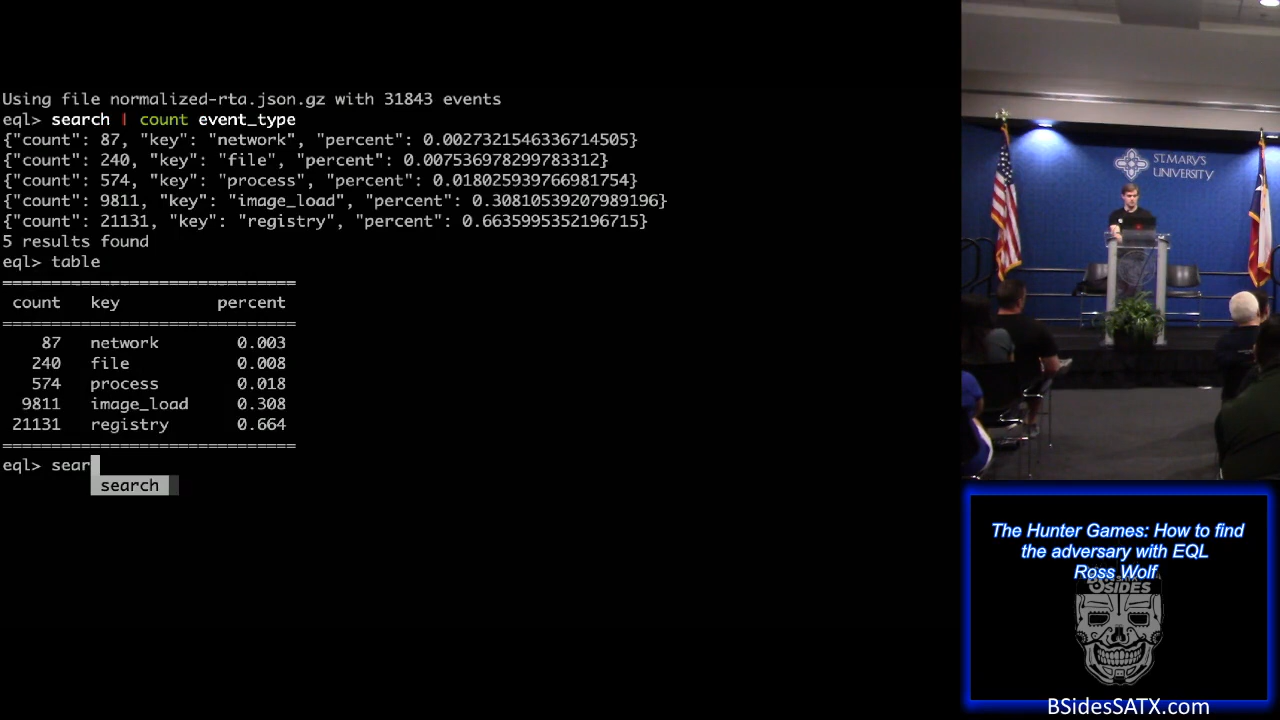 Using file normalized-rta.json.gz with 31843 events
eql> search | count event_type
{"count": 87, "key": "network", "percent": 0.00273215463367145​05}
{"count": 240, "key": "file", "percent": 0.007536978299783312}
{"count": 574, "key": "process", "percent": 0.018025939766981754}
{"count": 9811, "key": "image_load", "percent": 0.30810539207989196}
{"count": 21131, "key": "registry", "percent": 0.6635995352196715}
5 results found
eql> table
=============================
count key percent
=============================
87 network 0.003
240 file 0.008
574 process 0.018
9811 image_load 0.308
21131 registry 0.664
=============================
eql> sear
search
ST. MARY'S
UNIVERSITY
The Hunter Games: How to find
the adversary with EQL
Ross Wolf
BSIDES
BSidesSATX.com